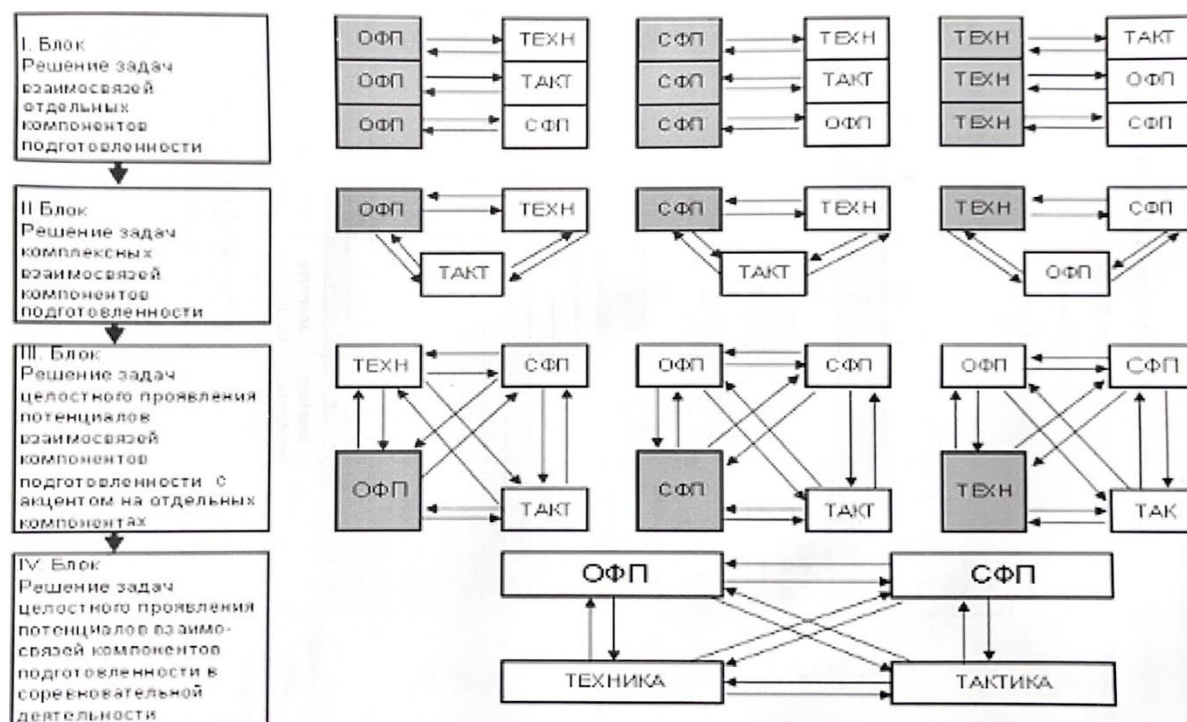 I. Блок
Решение задач
взаимосвязей
отдельных
компонентов
подготовленности
ОФП ТЕХН СФП ТЕХН ТЕХН ТАКТ
ОФП ТАКТ СФП ТАКТ ТЕХН ОФП
ОФП СФП СФП ОФП ТЕХН СФП
II Блок
Решение задач
комплексных
взаимосвязей
компонентов
подготовленности
ОФП ТЕХН СФП ТЕХН ТЕХН СФП
ТАКТ ТАКТ ОФП
III. Блок
Решение задач
целостного проявления
потенциалов
взаимосвязей
компонентов
подготовленности с
акцентом на отдельных
компонентах
ТЕХН СФП ОФП СФП ОФП СФП
ОФП ТАКТ СФП ТАКТ ТЕХН ТАК
IV. Блок
Решение задач
целостного проявления
потенциалов взаимо-
связей компонентов
подготовленности в
соревновательной
деятельности
ОФП СФП
ТЕХНИКА ТАКТИКА